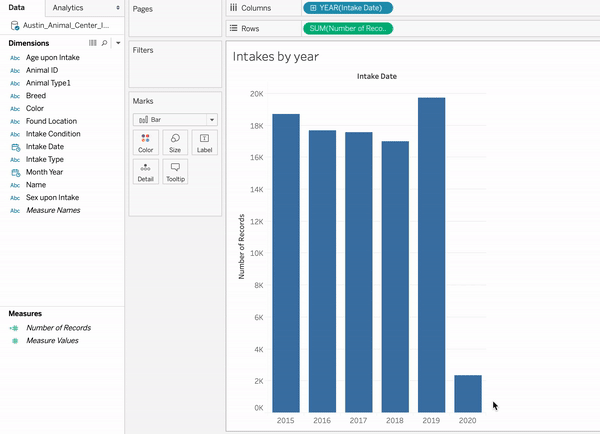 Data
Analytics
Austin_Animal_Center_I...
Dimensions
Abc Age upon Intake
Abc Animal ID
Abc Animal Type1
Abc Breed
Abc Color
Abc Found Location
Abc Intake Condition
Intake Date
Abc Intake Type
Month Year
Abc Name
Abc Sex upon Intake
Abc Measure Names
Measures
Number of Records
Measure Values
Pages
Filters
Marks
Bar
Color
Size
Label
Detail
Tooltip
Columns
YEAR(Intake Date)
Rows
SUM(Number of Reco..
Intakes by year
Intake Date
Number of Records
20K
18K
16K
14K
12K
10K
8K
6K
4K
2K
0K
2015
2016
2017
2018
2019
2020